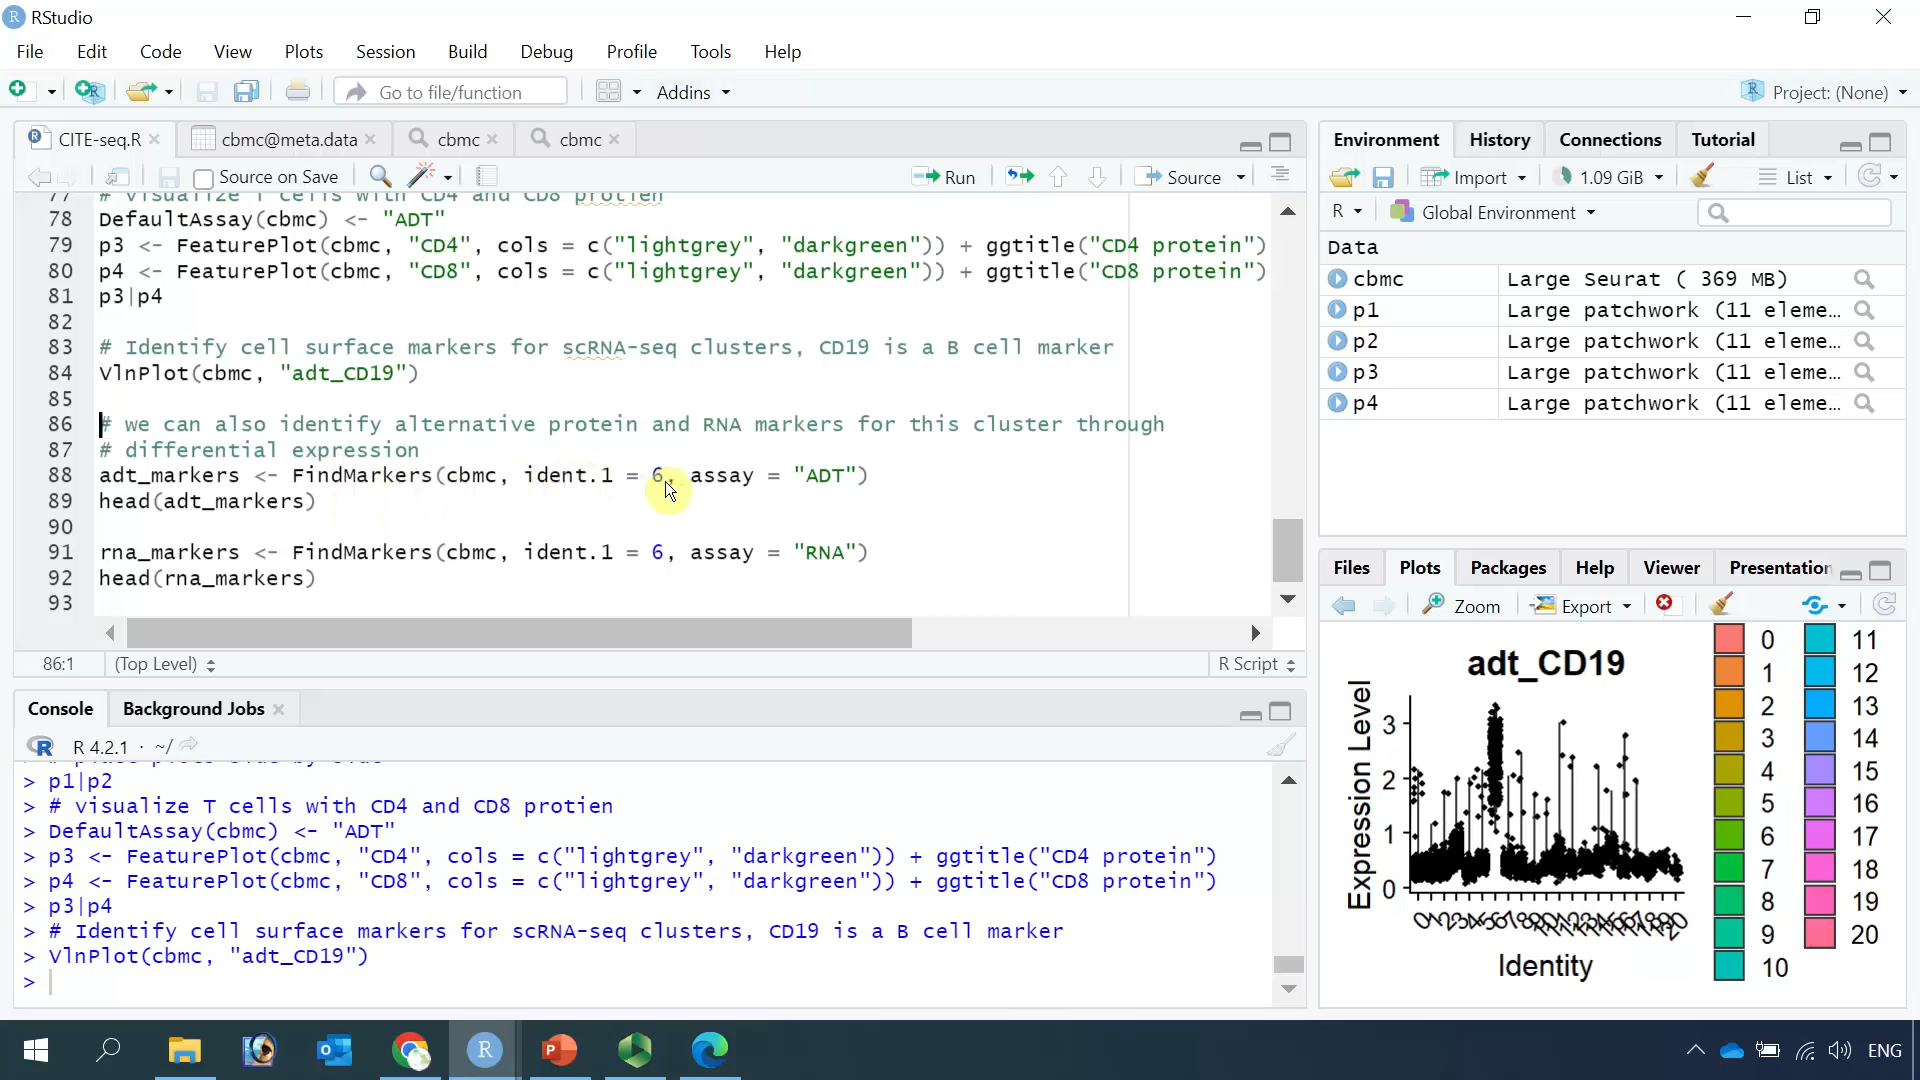 RStudio
File Edit Code View Plots Session Build Debug Profile Tools Help
Go to file/function Addins Project: (None)
CITE-seq.R cbmc@meta.data cbmc cbmc
Source on Save Run Source
77 # visualize T cells with CD4 and CD8 protien
78 DefaultAssay(cbmc) <- "ADT"
79 p3 <- FeaturePlot(cbmc, "CD4", cols = c("lightgrey", "darkgreen")) + ggtitle("CD4 protein")
80 p4 <- FeaturePlot(cbmc, "CD8", cols = c("lightgrey", "darkgreen")) + ggtitle("CD8 protein")
81 p3|p4
82
83 # Identify cell surface markers for scRNA-seq clusters, CD19 is a B cell marker
84 VlnPlot(cbmc, "adt_CD19")
85
86 # we can also identify alternative protein and RNA markers for this cluster through
87 # differential expression
88 adt_markers <- FindMarkers(cbmc, ident.1 = 6, assay = "ADT")
89 head(adt_markers)
90
91 rna_markers <- FindMarkers(cbmc, ident.1 = 6, assay = "RNA")
92 head(rna_markers)
93
86:1 (Top Level) R Script
Console Background Jobs
R 4.2.1 · ~/
> p1|p2
> # visualize T cells with CD4 and CD8 protien
> DefaultAssay(cbmc) <- "ADT"
> p3 <- FeaturePlot(cbmc, "CD4", cols = c("lightgrey", "darkgreen")) + ggtitle("CD4 protein")
> p4 <- FeaturePlot(cbmc, "CD8", cols = c("lightgrey", "darkgreen")) + ggtitle("CD8 protein")
> p3|p4
> # Identify cell surface markers for scRNA-seq clusters, CD19 is a B cell marker
> VlnPlot(cbmc, "adt_CD19")
>
Environment History Connections Tutorial
Import 1.09 GiB List
R Global Environment
Data
cbmc Large Seurat ( 369 MB)
p1 Large patchwork (11 eleme…
p2 Large patchwork (11 eleme…
p3 Large patchwork (11 eleme…
p4 Large patchwork (11 eleme…
Files Plots Packages Help Viewer Presentation
Zoom Export
adt_CD19
Expression Level
3
2
1
0
Identity
0 11
1 12
2 13
3 14
4 15
5 16
6 17
7 18
8 19
9 20
10
ENG